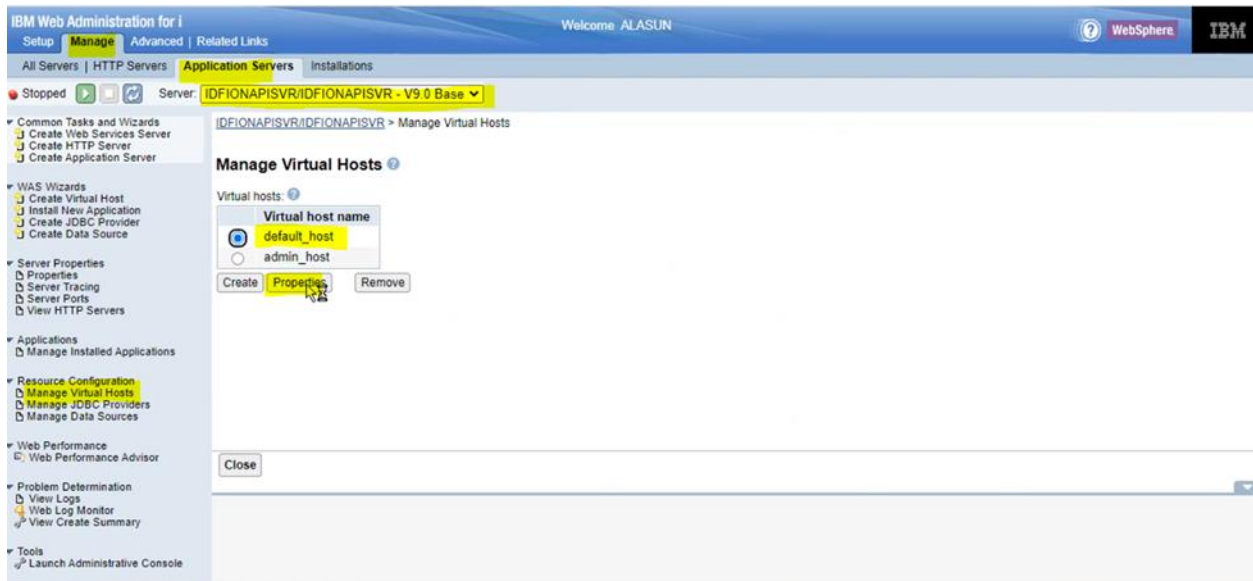 IBM Web Administration for i
Welcome ALASUN
WebSphere.
IBM
Setup Manage Advanced | Related Links
All Servers | HTTP Servers Application Servers Installations
Stopped Server: IDFIONAPISVR/IDFIONAPISVR - V9.0 Base
Common Tasks and Wizards
Create Web Services Server
Create HTTP Server
Create Application Server
WAS Wizards
Create Virtual Host
Install New Application
Create JDBC Provider
Create Data Source
Server Properties
Properties
Server Tracing
Server Ports
View HTTP Servers
Applications
Manage Installed Applications
Resource Configuration
Manage Virtual Hosts
Manage JDBC Providers
Manage Data Sources
Web Performance
Web Performance Advisor
Problem Determination
View Logs
Web Log Monitor
View Create Summary
Tools
Launch Administrative Console
IDFIONAPISVR/IDFIONAPISVR > Manage Virtual Hosts
Manage Virtual Hosts
Virtual hosts:
Virtual host name
default_host
admin_host
Create Properties Remove
Close